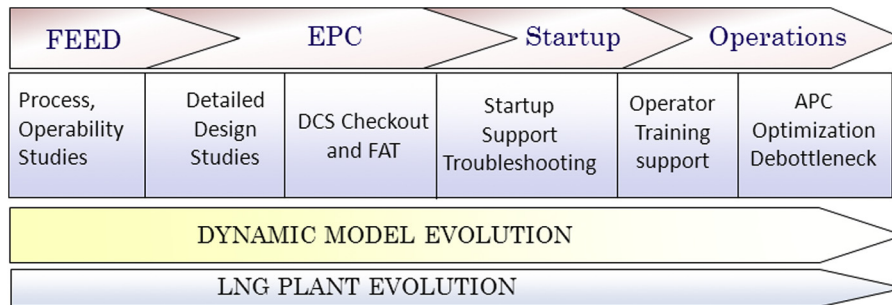 FEED
EPC
Startup
Operations
Process,
Operability
Studies
Detailed
Design
Studies
DCS Checkout
and FAT
Startup
Support
Troubleshooting
Operator
Training
support
APC
Optimization
Debottleneck
DYNAMIC MODEL EVOLUTION
LNG PLANT EVOLUTION